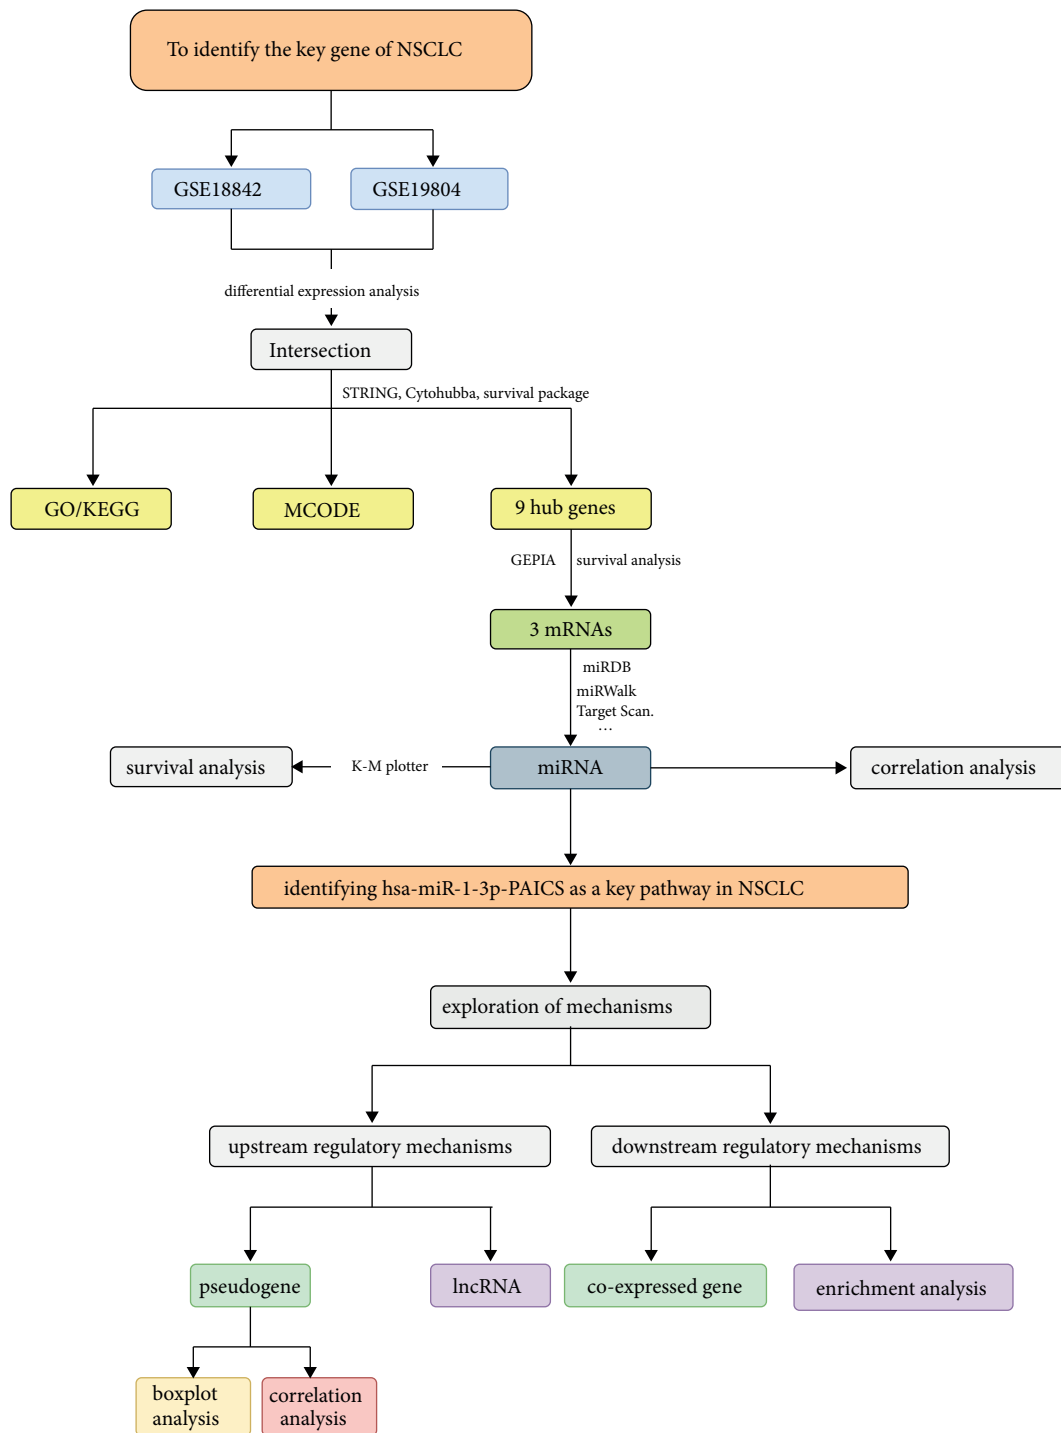 To identify the key gene of NSCLC
GSE18842
GSE19804
differential expression analysis
Intersection
STRING, Cytohubba, survival package
GO/KEGG
MCODE
9 hub genes
GEPIA
survival analysis
3 mRNAs
miRDB
miRWalk
Target Scan.
...
survival analysis
K-M plotter
miRNA
correlation analysis
identifying hsa-miR-1-3p-PAICS as a key pathway in NSCLC
exploration of mechanisms
upstream regulatory mechanisms
downstream regulatory mechanisms
pseudogene
lncRNA
co-expressed gene
enrichment analysis
boxplot
analysis
correlation
analysis